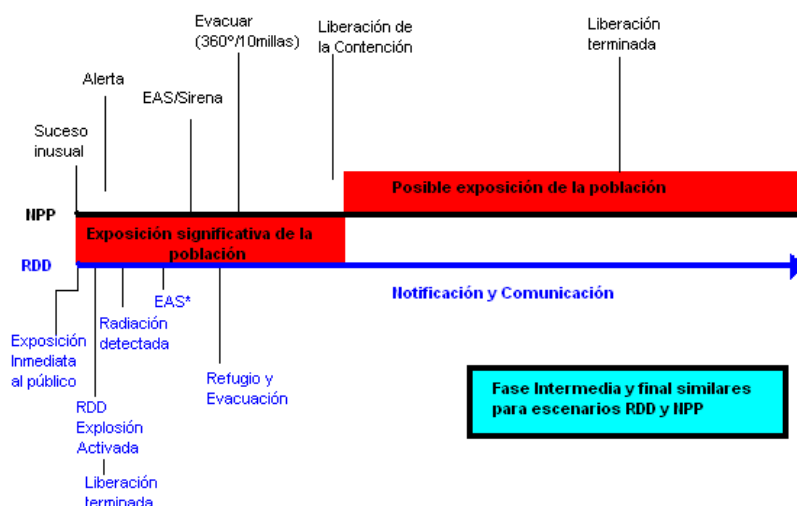 Evacuar
(360°/10millas)
Liberación de
la Contención
Liberación
terminada
Alerta
EAS/Sirena
Suceso
inusual
Posible exposición de la población
NPP
Exposición significativa de la
población
RDD
Notificación y Comunicación
EAS*
Radiación
detectada
Exposición
Inmediata
al público
Refugio y
Evacuación
RDD
Explosión
Activada
Liberación
terminada
Fase Intermedia y final similares
para escenarios RDD y NPP